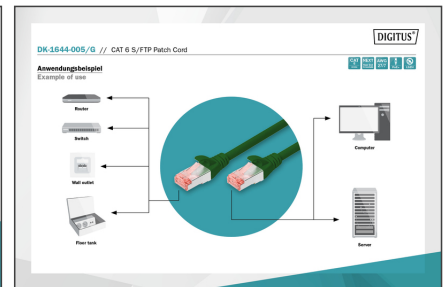 DIGITUS®
DK-1644-005/G // CAT 6 S/FTP Patch Cord
Anwendungsbeispiel
Example of use
Router
Switch
Wall outlet
Floor tank
Computer
Server